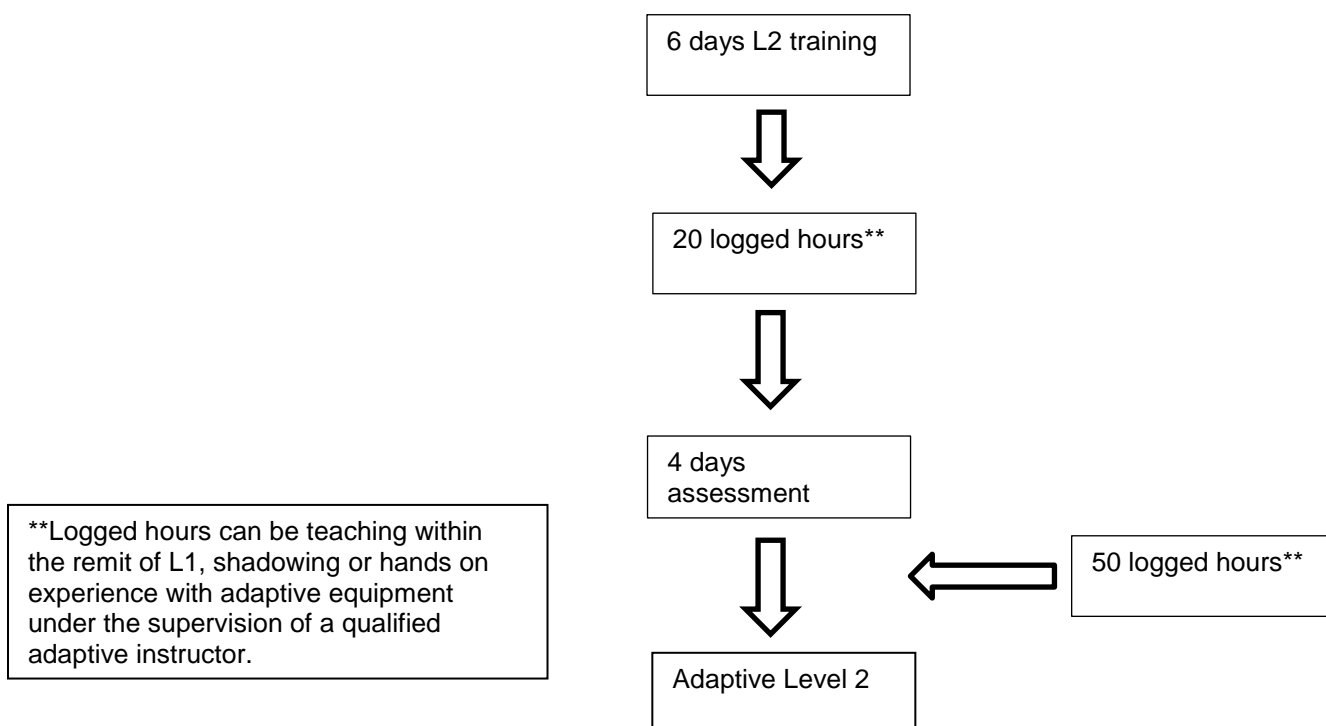 6 days L2 training
20 logged hours**
4 days
assessment
**Logged hours can be teaching within
the remit of L1, shadowing or hands on
experience with adaptive equipment
under the supervision of a qualified
adaptive instructor.
50 logged hours**
Adaptive Level 2